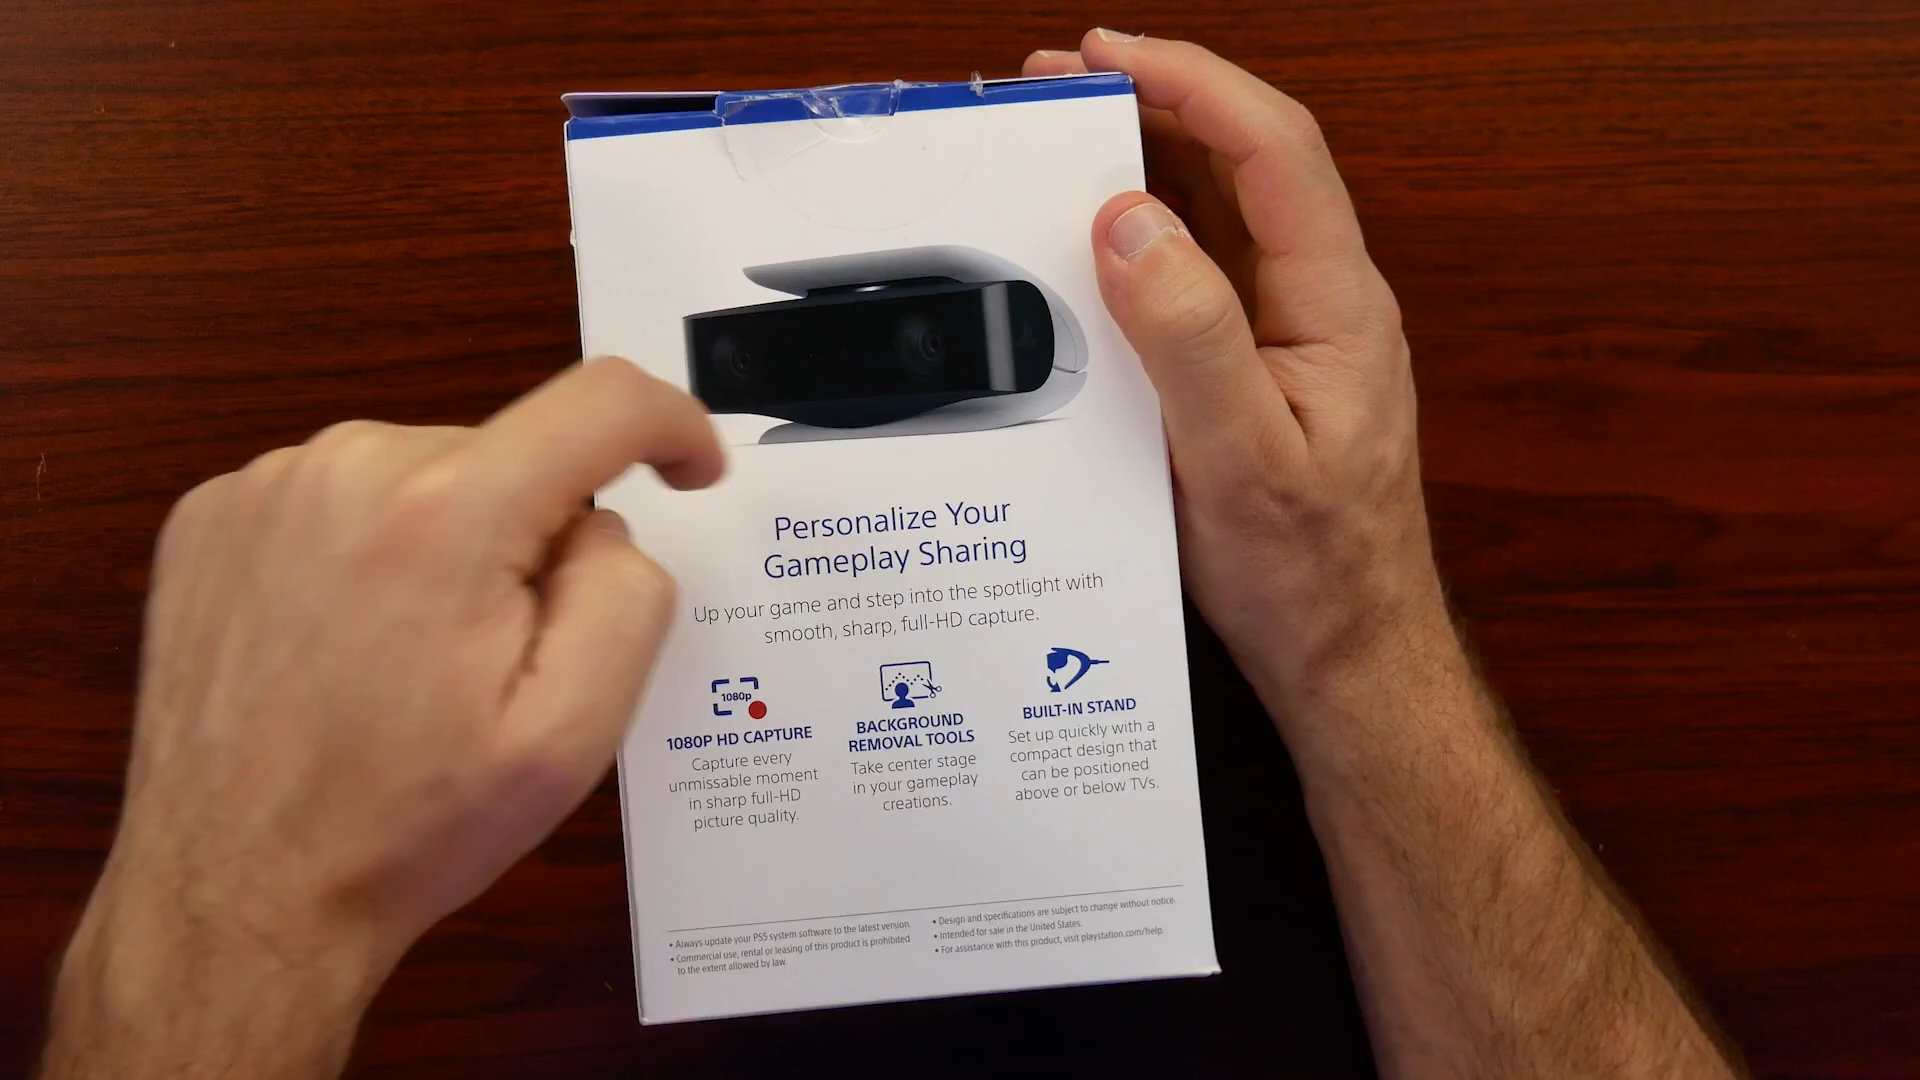 Personalize Your
Gameplay Sharing
Up your game and step into the spotlight with
smooth, sharp, full-HD capture.
1080p
1080P HD CAPTURE
Capture every
unmissable moment
in sharp full-HD
picture quality.
BACKGROUND
REMOVAL TOOLS
Take center stage
in your gameplay
creations.
BUILT-IN STAND
Set up quickly with a
compact design that
can be positioned
above or below TVs.
• Always update your PS5 system software to the latest version.
• Commercial use, rental or leasing of this product is prohibited
to the extent allowed by law.
• Design and specifications are subject to change without notice.
• Intended for sale in the United States.
• For assistance with this product, visit playstation.com/help.